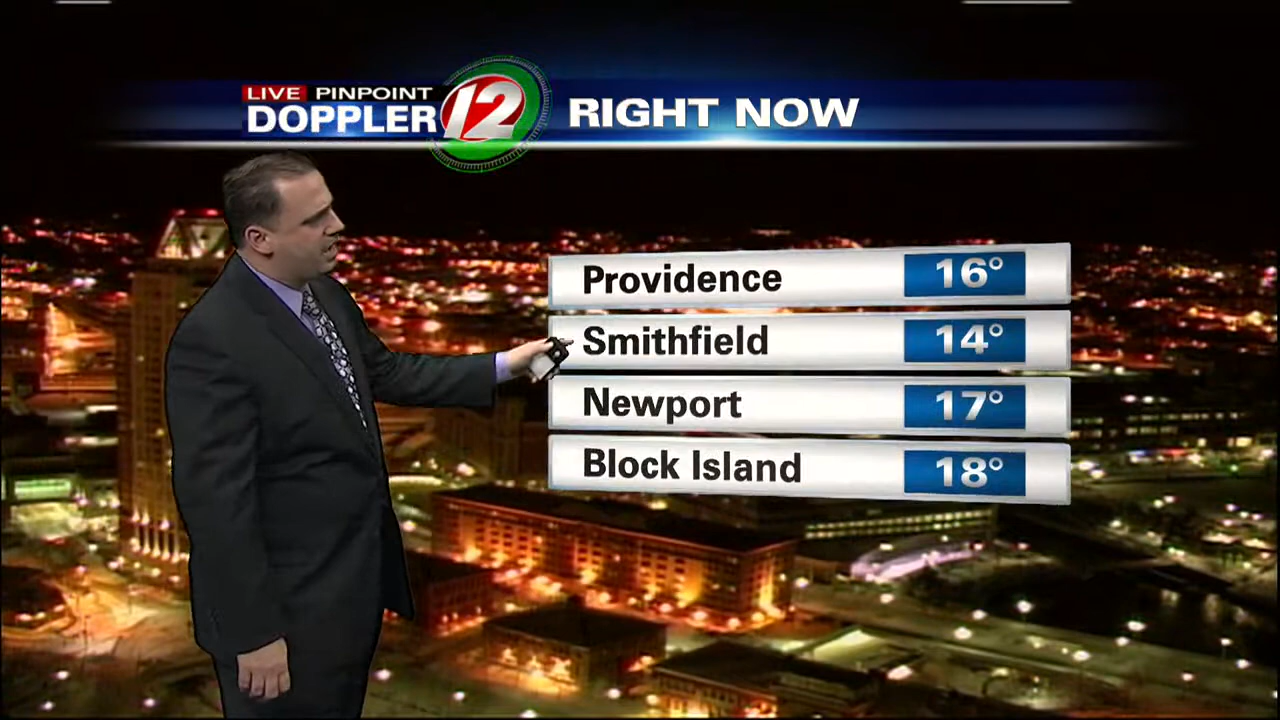 LIVE PINPOINT
DOPPLER 12
RIGHT NOW
Providence 16°
Smithfield 14°
Newport 17°
Block Island 18°